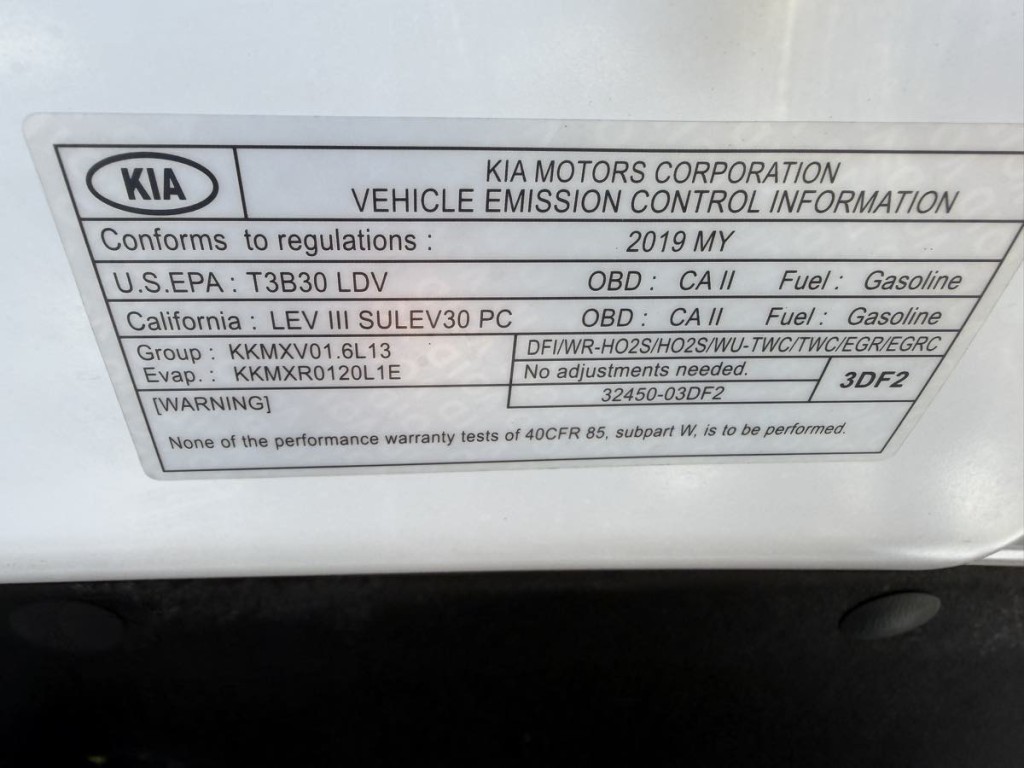 KIA
KIA MOTORS CORPORATION
VEHICLE EMISSION CONTROL INFORMATION
Conforms to regulations : 2019 MY
U.S.EPA : T3B30 LDV OBD : CA II Fuel : Gasoline
California : LEV III SULEV30 PC OBD : CA II Fuel : Gasoline
Group : KKMXV01.6L13
Evap. : KKMXR0120L1E
DFI/WR-HO2S/HO2S/WU-TWC/TWC/EGR/EGRC
No adjustments needed.
32450-03DF2
3DF2
[WARNING]
None of the performance warranty tests of 40CFR 85, subpart W, is to be performed.